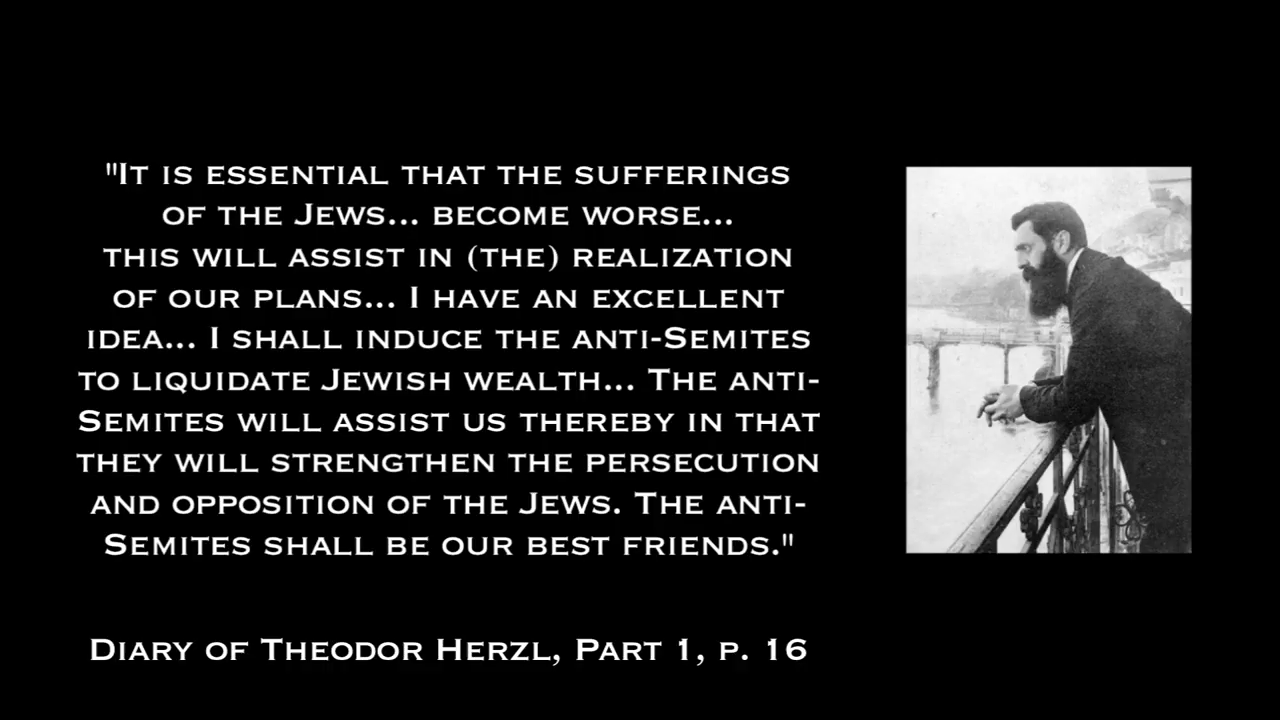 "It is essential that the sufferings
of the Jews... become worse...
this will assist in (the) realization
of our plans... I have an excellent
idea... I shall induce the anti-Semites
to liquidate Jewish wealth... The anti-
Semites will assist us thereby in that
they will strengthen the persecution
and opposition of the Jews. The anti-
Semites shall be our best friends."
Diary of Theodor Herzl, Part 1, p. 16